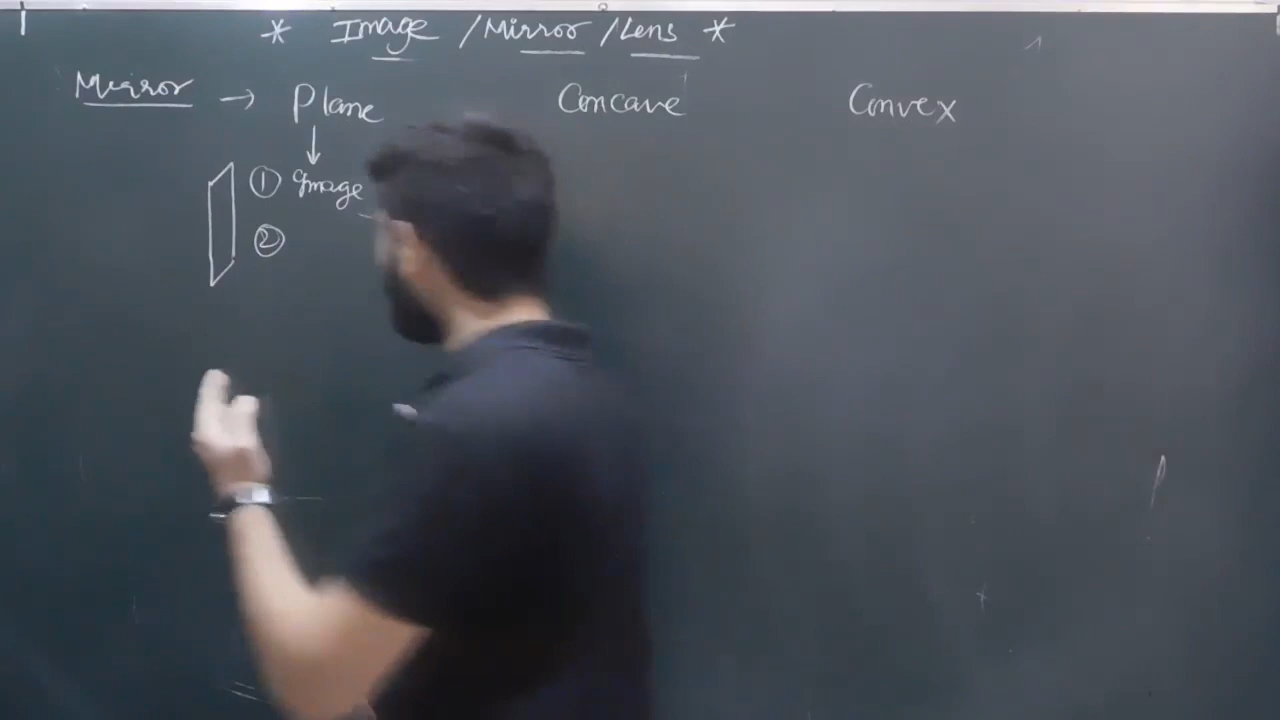 * Image / Mirror / Lens *
Mirror → Plane Concave Convex
↓
① Image
②